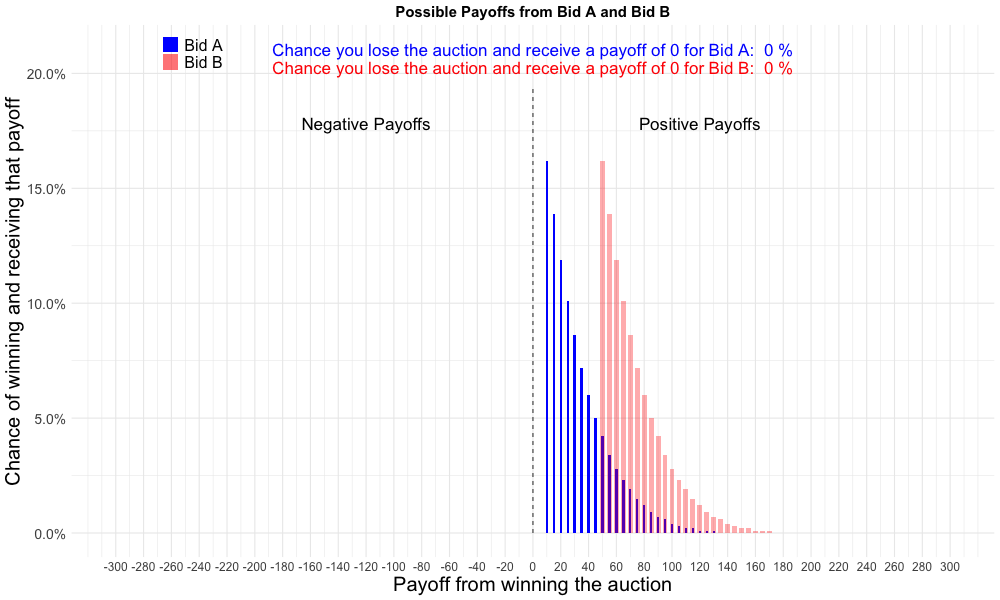 Possible Payoffs from Bid A and Bid B
Bid A
Bid B
Chance you lose the auction and receive a payoff of 0 for Bid A:  0 %
Chance you lose the auction and receive a payoff of 0 for Bid B:  0 %
Negative Payoffs
Positive Payoffs
Chance of winning and receiving that payoff
20.0%
15.0%
10.0%
5.0%
0.0%
-300 -280 -260 -240 -220 -200 -180 -160 -140 -120 -100 -80 -60 -40 -20 0 20 40 60 80 100 120 140 160 180 200 220 240 260 280 300
Payoff from winning the auction